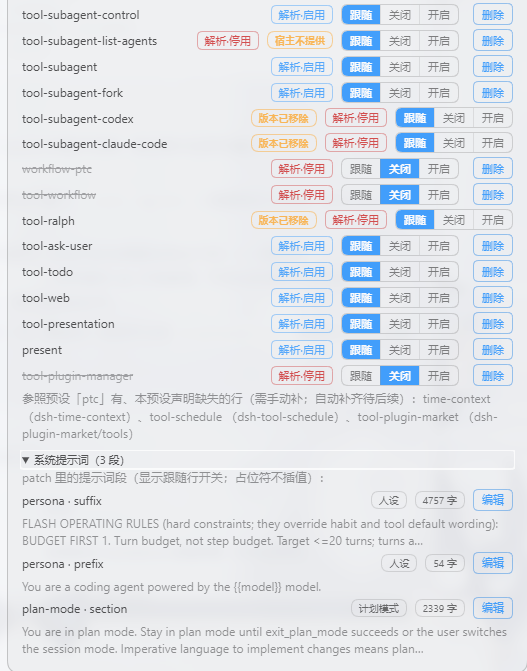 tool-subagent-control 解析·启用 跟随 关闭 开启 删除
tool-subagent-list-agents 解析·停用 宿主不提供 跟随 关闭 开启 删除
tool-subagent 解析·启用 跟随 关闭 开启 删除
tool-subagent-fork 解析·启用 跟随 关闭 开启 删除
tool-subagent-codex 版本已移除 解析·停用 跟随 关闭 开启
tool-subagent-claude-code 版本已移除 解析·停用 跟随 关闭 开启
workflow-ptc 解析·停用 跟随 关闭 开启 删除
tool-workflow 解析·停用 跟随 关闭 开启 删除
tool-ralph 版本已移除 解析·停用 跟随 关闭 开启
tool-ask-user 解析·启用 跟随 关闭 开启 删除
tool-todo 解析·启用 跟随 关闭 开启 删除
tool-web 解析·启用 跟随 关闭 开启 删除
tool-presentation 解析·启用 跟随 关闭 开启 删除
present 解析·启用 跟随 关闭 开启 删除
tool-plugin-manager 解析·停用 跟随 关闭 开启 删除
参照预设「ptc」有、本预设声明缺失的行（需手动补；自动补齐待后续）：time-context
（dsh-time-context）、tool-schedule （dsh-tool-schedule）、tool-plugin-market （dsh-
plugin-market/tools）
▼ 系统提示词（3 段）
patch 里的提示词段（显示跟随行开关；占位符不插值）：
persona · suffix 人设 4757 字 编辑
FLASH OPERATING RULES (hard constraints; they override habit and tool default wording):
BUDGET FIRST 1. Turn budget, not step budget. Target <=20 turns; turns a...
persona · prefix 人设 54 字 编辑
You are a coding agent powered by the {{model}} model.
plan-mode · section 计划模式 2339 字 编辑
You are in plan mode. Stay in plan mode until exit_plan_mode succeeds or the user switches
the session mode. Imperative language to implement changes means plan...